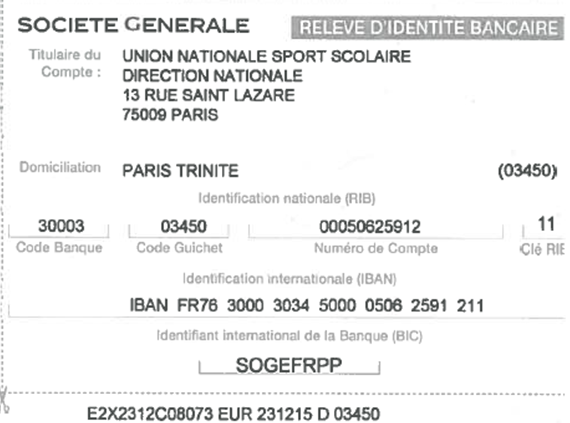 SOCIETE GENERALE
RELEVE D'IDENTITE BANCAIRE
Titulaire du Compte :
UNION NATIONALE SPORT SCOLAIRE
DIRECTION NATIONALE
13 RUE SAINT LAZARE
75009 PARIS
Domiciliation PARIS TRINITE (03450)
Identification nationale (RIB)
30003 03450 00050625912 11
Code Banque Code Guichet Numéro de Compte Clé RIB
Identification internationale (IBAN)
IBAN FR76 3000 3034 5000 0506 2591 211
Identifiant international de la Banque (BIC)
SOGEFRPP
E2X2312C08073 EUR 231215 D 03450